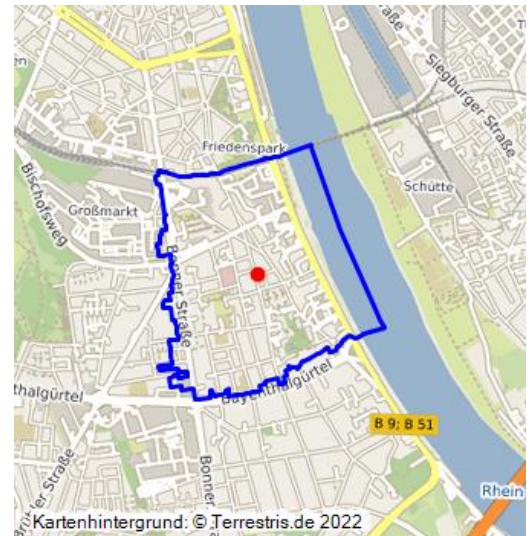 Siegburger Straße
Friedenspark
Schütte
Bischofsweg
Großmarkt
Bonner Straße
thalgürtel
Bayenthalgürtel
B 9; B 51
Bonner
Rhein
Kartenhintergrund: © Terrestris.de 2022